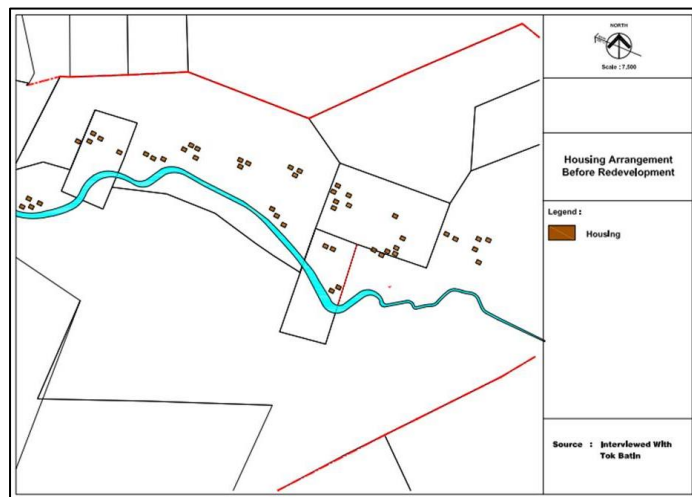 NORTH
Scale : 7,500
Housing Arrangement
Before Redevelopment
Legend :
Housing
Source : Interviewed With
Tok Batin